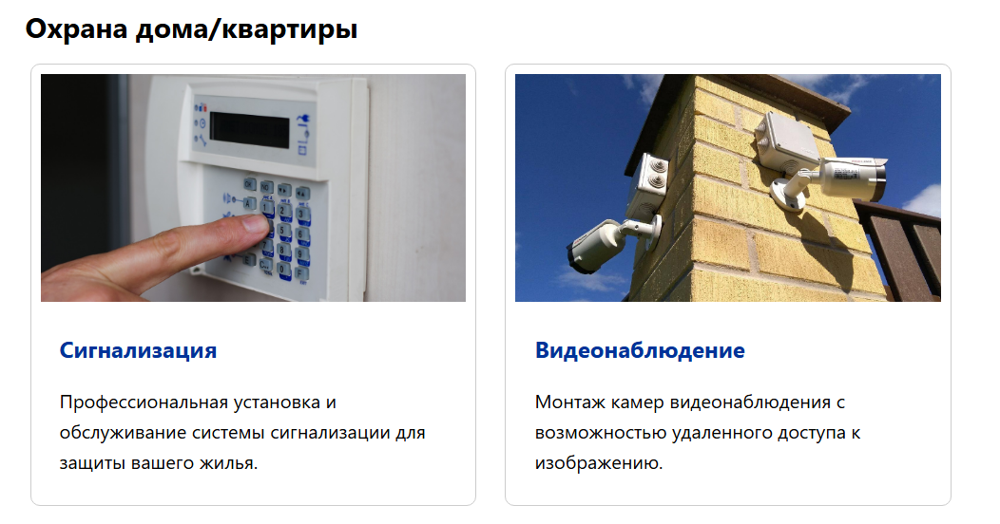 Охрана дома/квартиры
Сигнализация
Профессиональная установка и
обслуживание системы сигнализации для
защиты вашего жилья.
Видеонаблюдение
Монтаж камер видеонаблюдения с
возможностью удаленного доступа к
изображению.